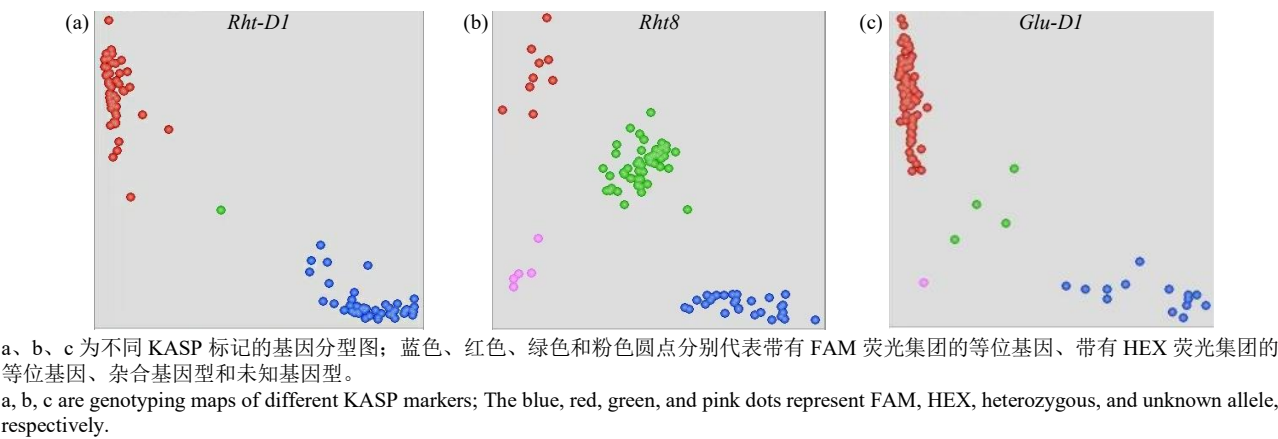 (a) Rht-D1 (b) Rht8 (c) Glu-D1
a、b、c 为不同 KASP 标记的基因分型图；蓝色、红色、绿色和粉色圆点分别代表带有 FAM 荧光集团的等位基因、带有 HEX 荧光集团的
等位基因、杂合基因型和未知基因型。
a, b, c are genotyping maps of different KASP markers; The blue, red, green, and pink dots represent FAM, HEX, heterozygous, and unknown allele,
respectively.